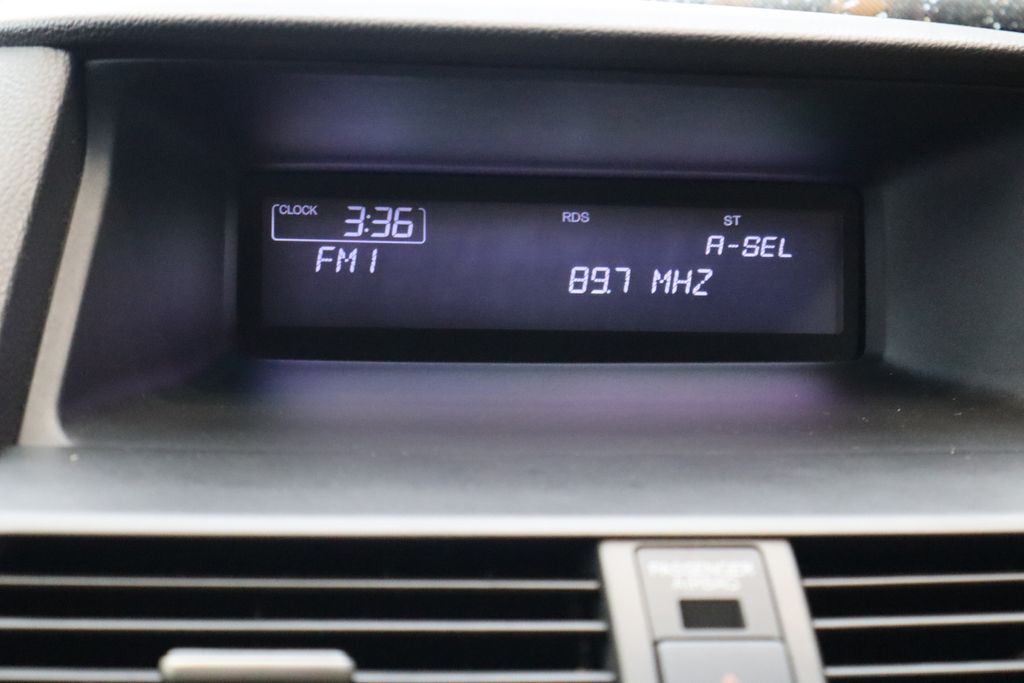 CLOCK 3:36 RDS ST
FM1 A-SEL
89.7 MHZ
PASSENGER
AIRBAG